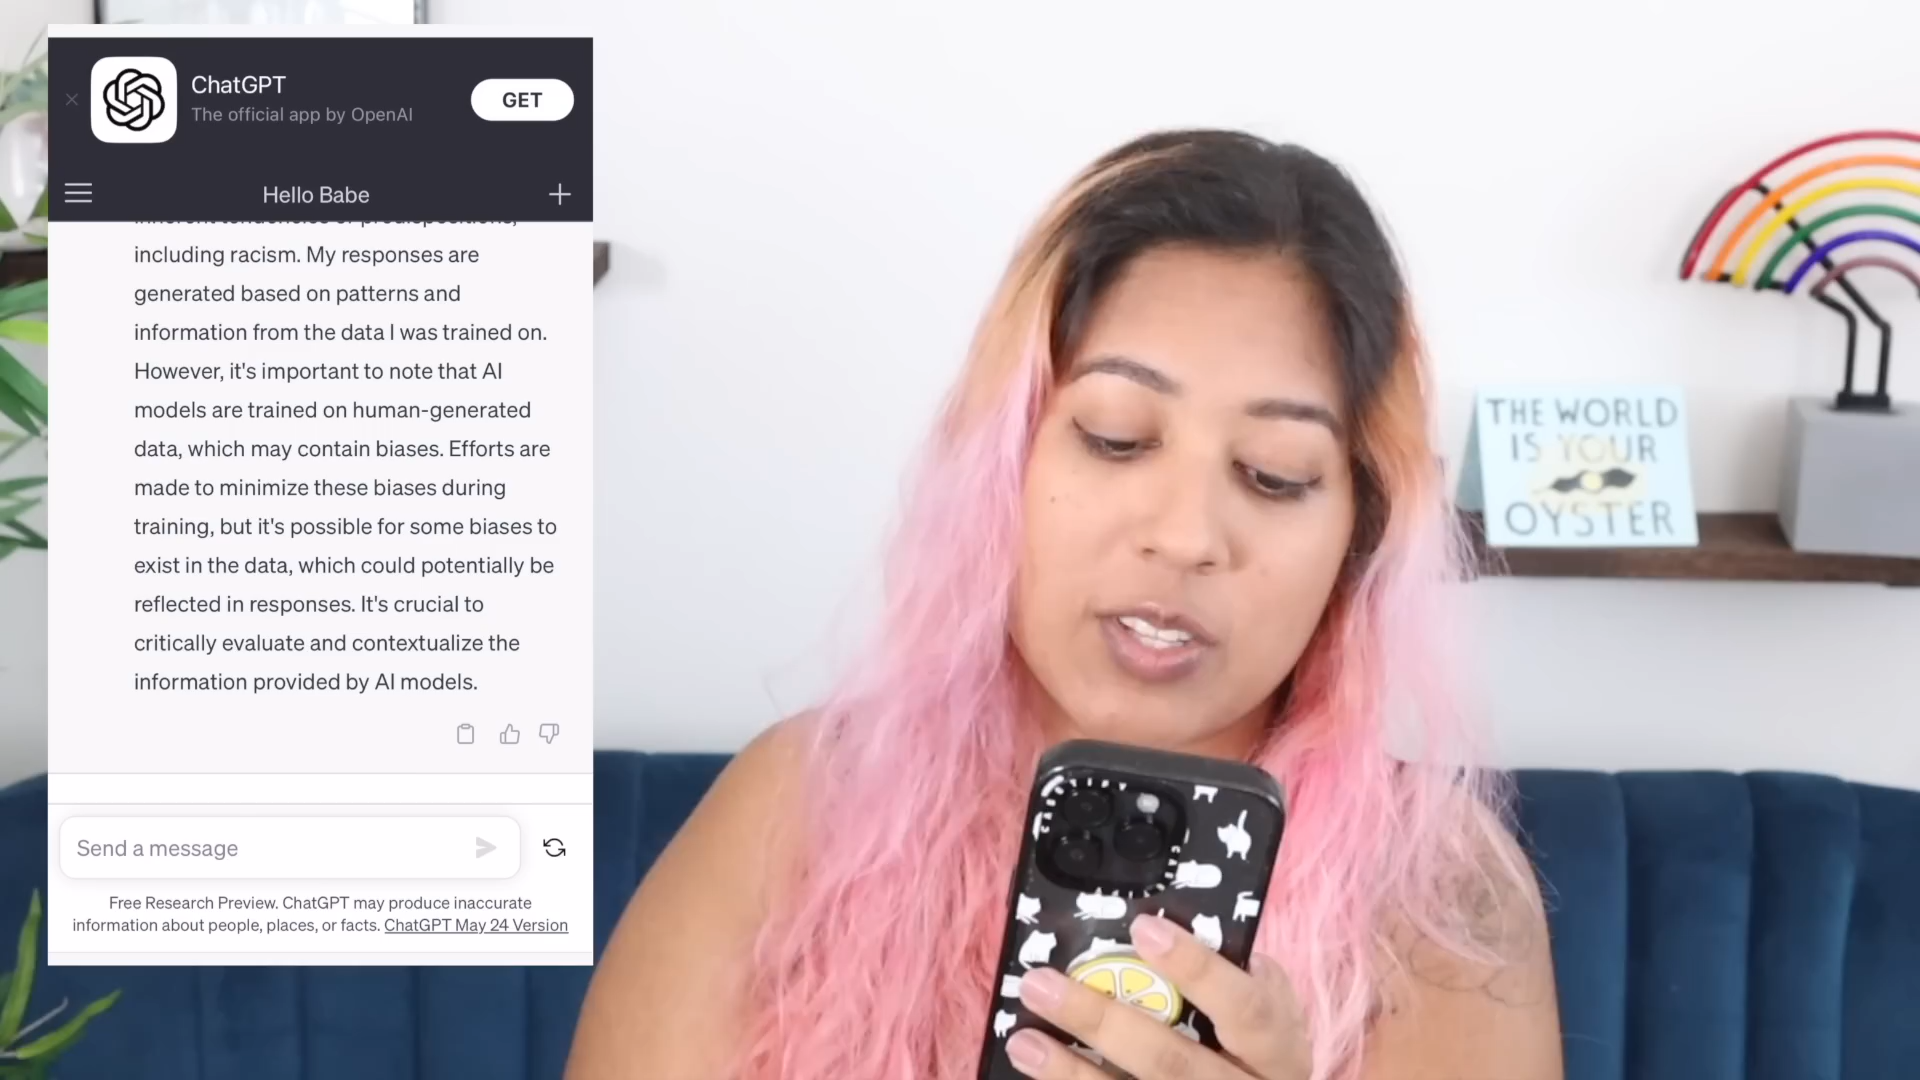 ChatGPT
The official app by OpenAI
GET
Hello Babe
inherent tendencies or predispositions,
including racism. My responses are
generated based on patterns and
information from the data I was trained on.
However, it's important to note that AI
models are trained on human-generated
data, which may contain biases. Efforts are
made to minimize these biases during
training, but it's possible for some biases to
exist in the data, which could potentially be
reflected in responses. It's crucial to
critically evaluate and contextualize the
information provided by AI models.
Send a message
Free Research Preview. ChatGPT may produce inaccurate
information about people, places, or facts. ChatGPT May 24 Version
THE WORLD
IS YOUR
OYSTER